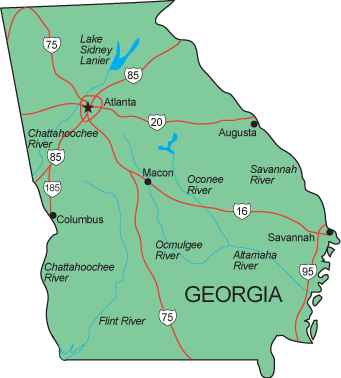 75
Lake
Sidney
Lanier
85
Atlanta
20
Augusta
Chattahoochee
River
85
Macon
Oconee
River
Savannah
River
185
16
Columbus
Savannah
Ocmulgee
River
Altamaha
River
Chattahoochee
River
95
GEORGIA
Flint River
75